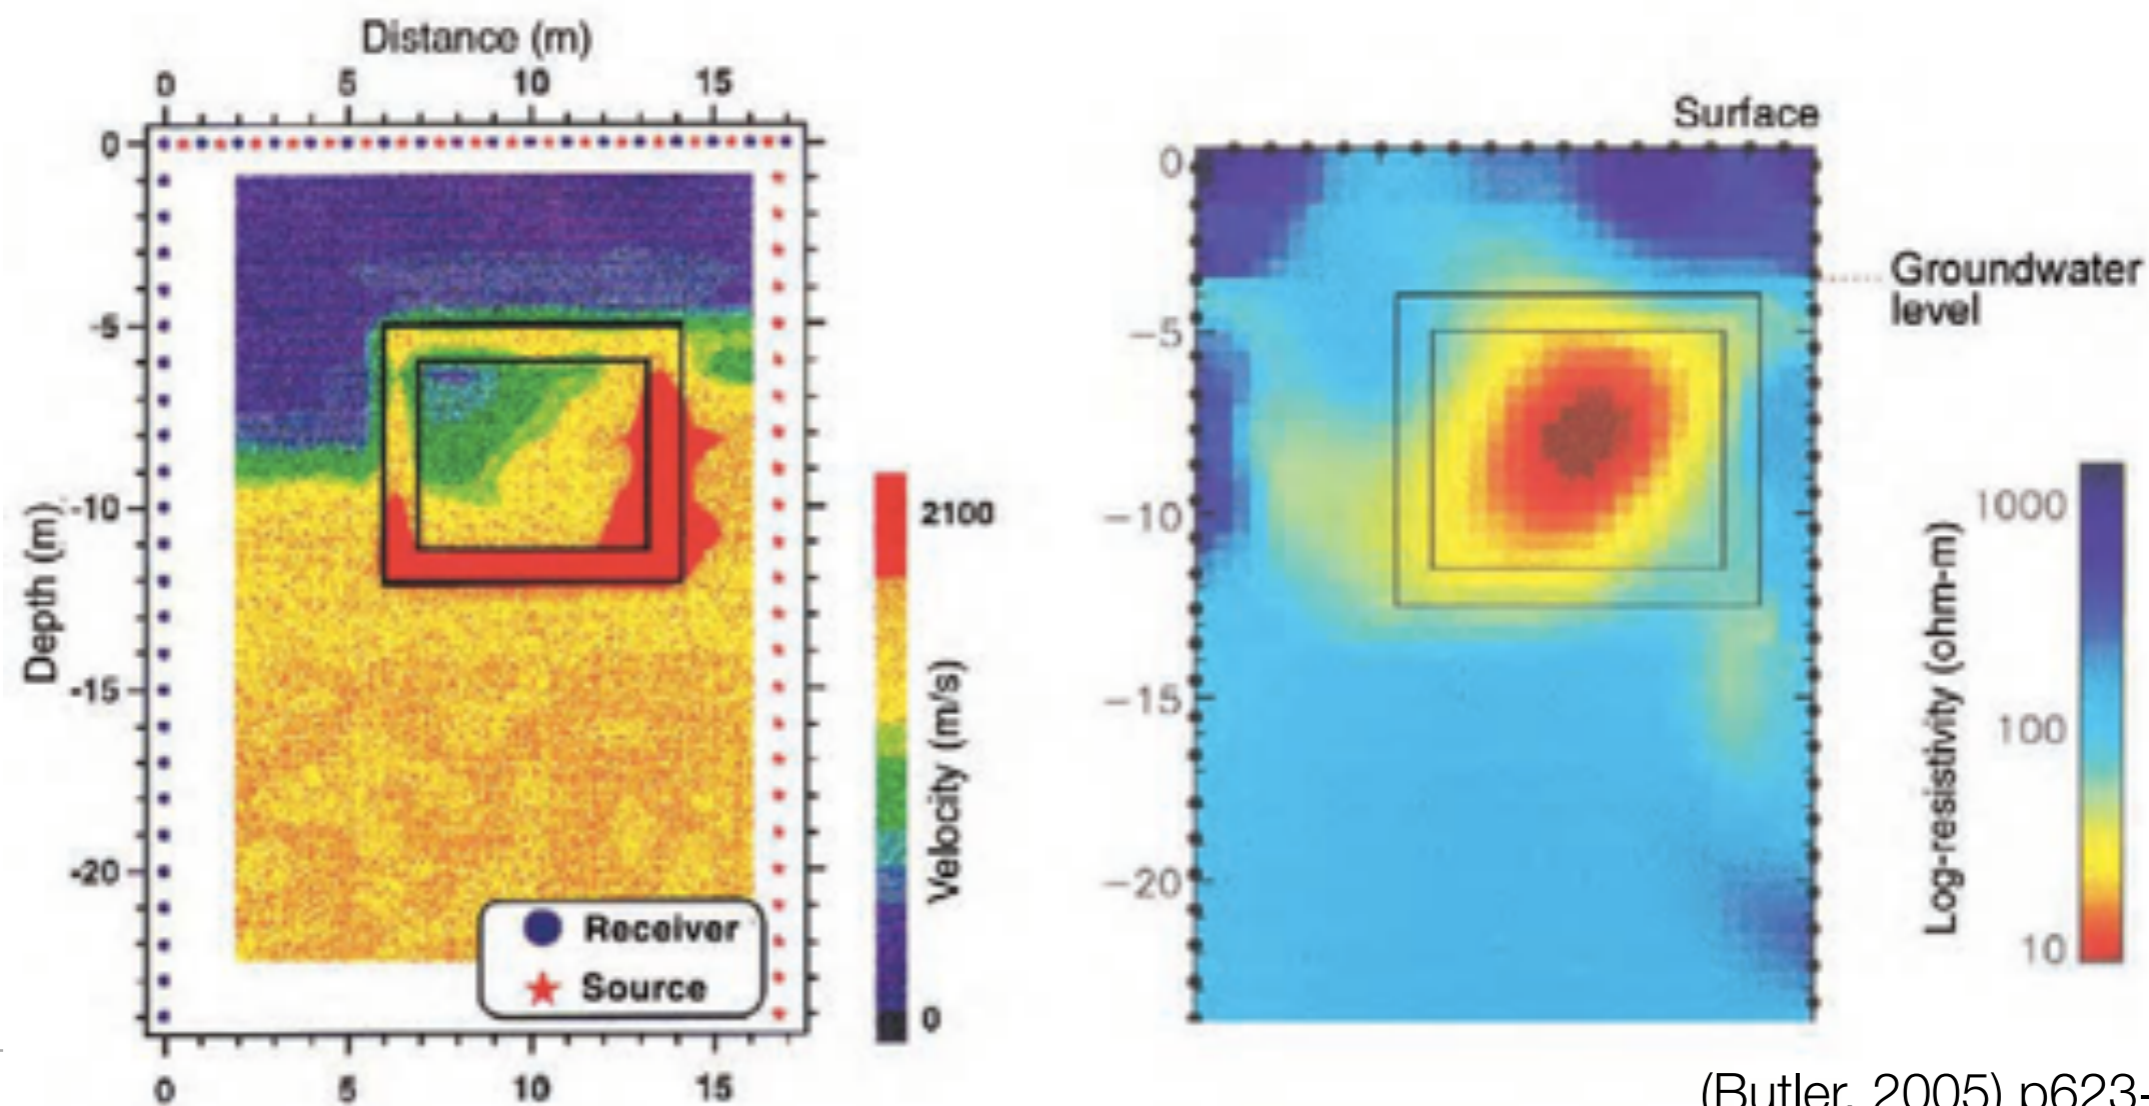 Distance (m)
0 5 10 15
0
-5
-10
-15
-20
Depth (m)
0 5 10 15
Receiver
Source
2100
0
Velocity (m/s)
Surface
0
−5
−10
−15
−20
Groundwater
level
1000
100
10
Log-resistivity (ohm-m)
(Butler, 2005) p623-